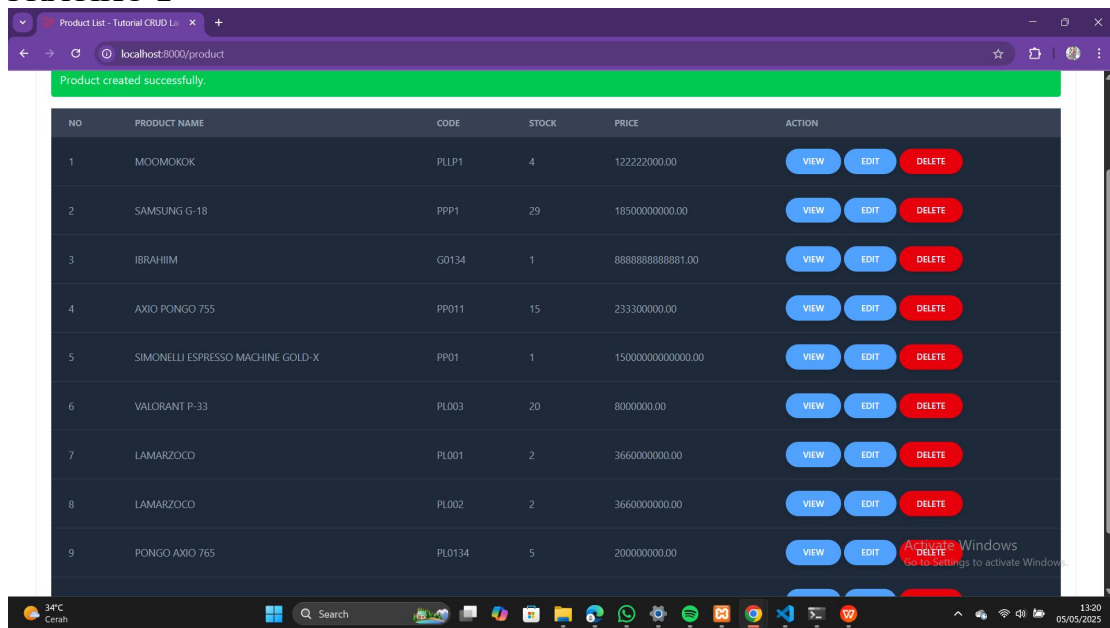 Product List - Tutorial CRUD La
localhost:8000/product
Product created successfully.
NO PRODUCT NAME CODE STOCK PRICE ACTION
1 MOOMOKOK PLLP1 4 122222000.00 VIEW EDIT DELETE
2 SAMSUNG G-18 PPP1 29 18500000000.00 VIEW EDIT DELETE
3 IBRAHIIM G0134 1 8888888888881.00 VIEW EDIT DELETE
4 AXIO PONGO 755 PP011 15 233300000.00 VIEW EDIT DELETE
5 SIMONELLI ESPRESSO MACHINE GOLD-X PP01 1 15000000000000.00 VIEW EDIT DELETE
6 VALORANT P-33 PL003 20 8000000.00 VIEW EDIT DELETE
7 LAMARZOCO PL001 2 3660000000.00 VIEW EDIT DELETE
8 LAMARZOCO PL002 2 3660000000.00 VIEW EDIT DELETE
9 PONGO AXIO 765 PL0134 5 200000000.00 VIEW EDIT DELETE
Activate Windows
Go to Settings to activate Windows.
34°C
Cerah
Search
13:20
05/05/2025